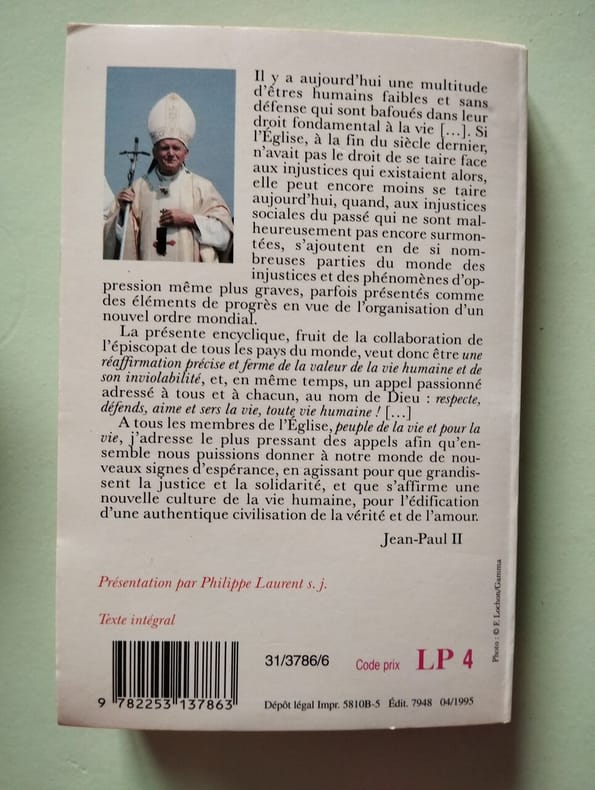 Il y a aujourd'hui une multitude
d'êtres humains faibles et sans
défense qui sont bafoués dans leur
droit fondamental à la vie [...]. Si
l'Église, à la fin du siècle dernier,
n'avait pas le droit de se taire face
aux injustices qui existaient alors,
elle peut encore moins se taire
aujourd'hui, quand, aux injustices
sociales du passé qui ne sont mal-
heureusement pas encore surmon-
tées, s'ajoutent en de si nom-
breuses parties du monde des
injustices et des phénomènes d'op-
pression même plus graves, parfois présentés comme
des éléments de progrès en vue de l'organisation d'un
nouvel ordre mondial.
La présente encyclique, fruit de la collaboration de
l'épiscopat de tous les pays du monde, veut donc être une
réaffirmation précise et ferme de la valeur de la vie humaine et de
son inviolabilité, et, en même temps, un appel passionné
adressé à tous et à chacun, au nom de Dieu : respecte,
défends, aime et sers la vie, toute vie humaine ! [...]
A tous les membres de l'Église, peuple de la vie et pour la
vie, j'adresse le plus pressant des appels afin qu'en-
semble nous puissions donner à notre monde de nou-
veaux signes d'espérance, en agissant pour que grandis-
sent la justice et la solidarité, et que s'affirme une
nouvelle culture de la vie humaine, pour l'édification
d'une authentique civilisation de la vérité et de l'amour.
Jean-Paul II
Présentation par Philippe Laurent s. j.
Texte intégral
31/3786/6
Code prix LP 4
9 782253 137863
Dépôt légal Impr. 5810B-5 Édit. 7948 04/1995
Photo : © F. Lochon/Gamma